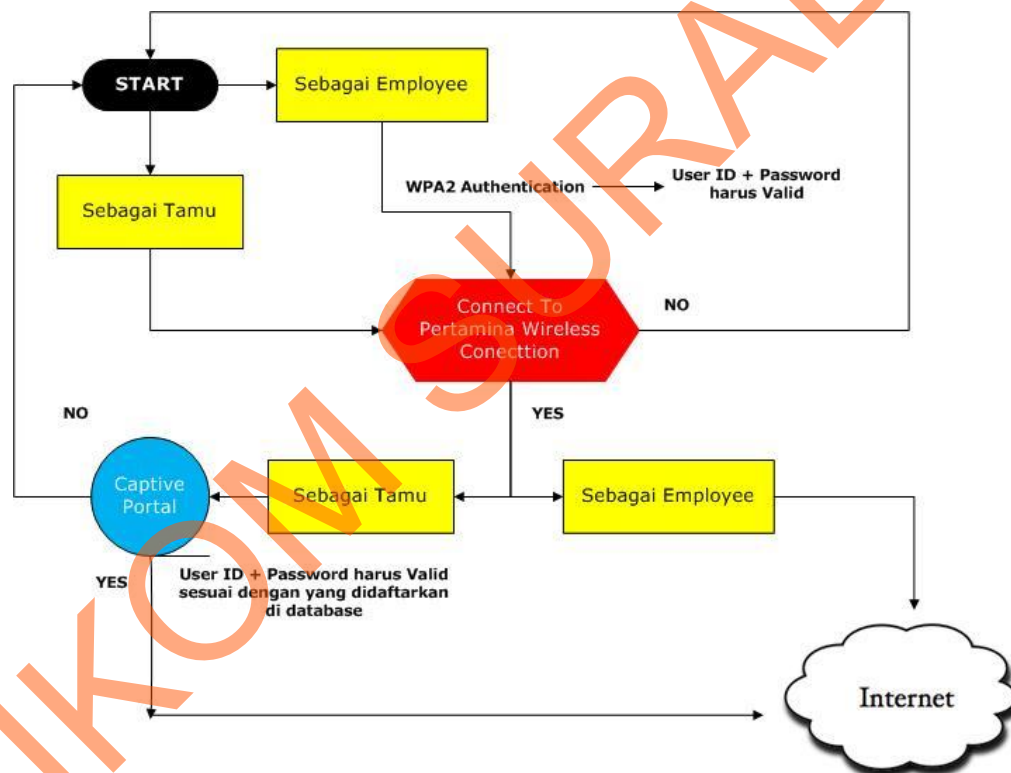 START
Sebagai Employee
WPA2 Authentication
User ID + Password
harus Valid
Sebagai Tamu
Connect To
Pertamina Wireless
Conecttion
NO
YES
NO
Captive
Portal
Sebagai Tamu
Sebagai Employee
YES
User ID + Password harus Valid
sesuai dengan yang didaftarkan
di database
Internet
IKOM SURAB